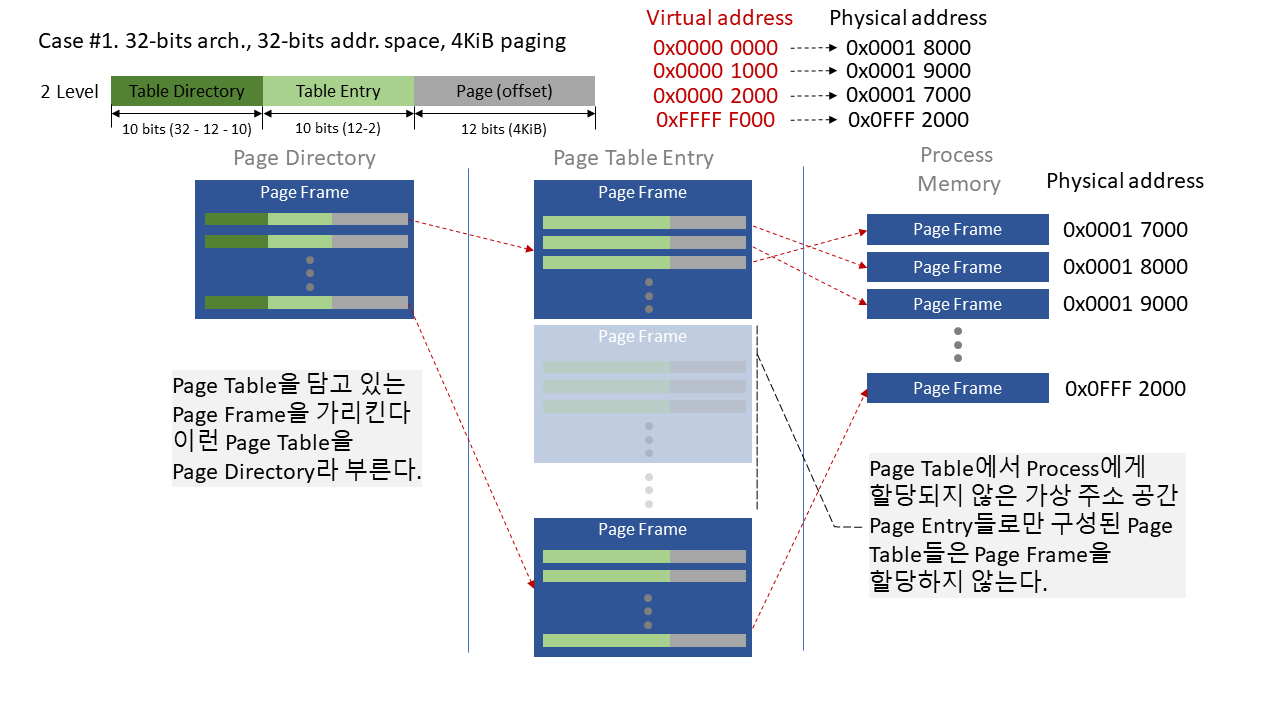 Case #1. 32-bits arch., 32-bits addr. space, 4KiB paging
Virtual address
Physical address
0x0000 0000
0x0001 8000
0x0000 1000
0x0001 9000
0x0000 2000
0x0001 7000
0xFFFF F000
0x0FFF 2000
2 Level
Table Directory
Table Entry
Page (offset)
10 bits (32 - 12 - 10)
10 bits (12-2)
12 bits (4KiB)
Page Directory
Page Frame
Page Table을 담고 있는
Page Frame을 가리킨다
이런 Page Table을
Page Directory라 부른다.
Page Table Entry
Page Frame
Page Frame
Page Frame
Process
Memory
Physical address
Page Frame
0x0001 7000
Page Frame
0x0001 8000
Page Frame
0x0001 9000
Page Frame
0x0FFF 2000
Page Table에서 Process에게
할당되지 않은 가상 주소 공간
Page Entry들로만 구성된 Page
Table들은 Page Frame을
할당하지 않는다.